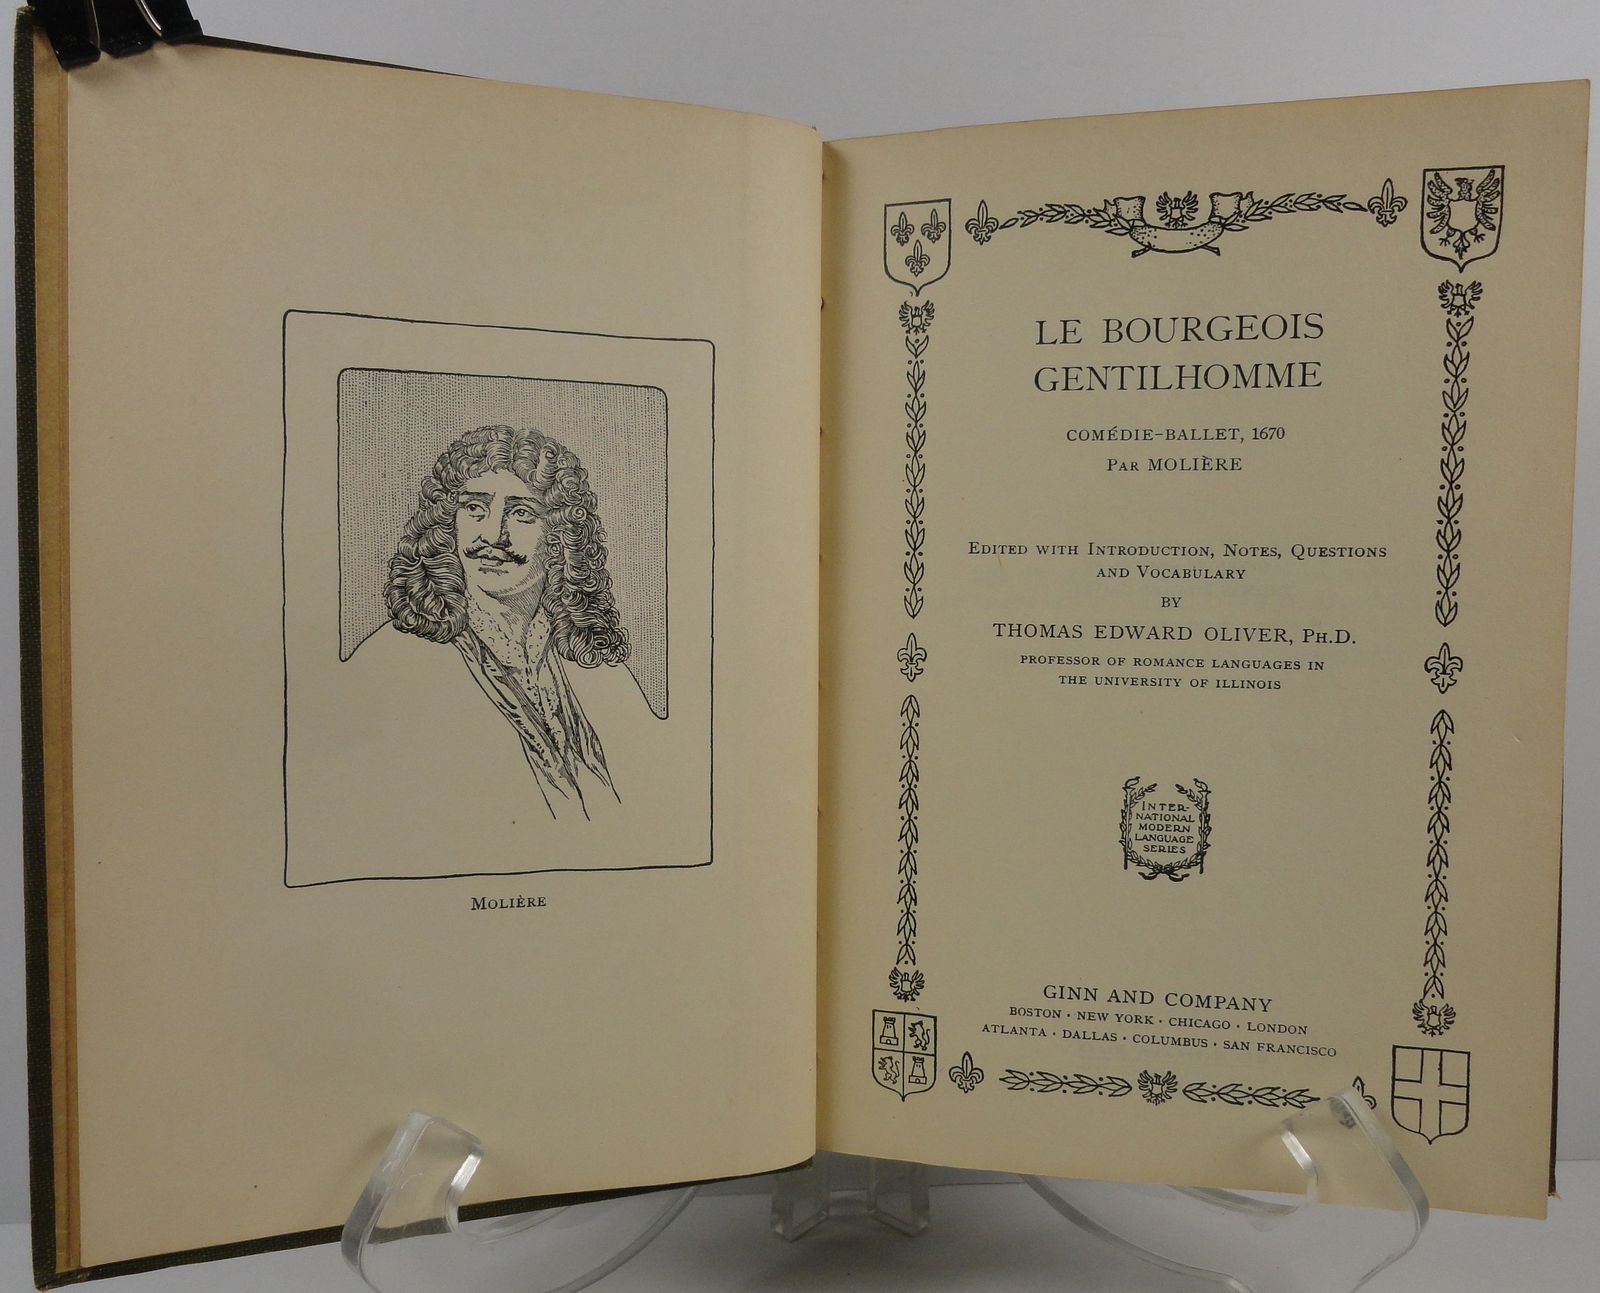 MOLIÈRE
LE BOURGEOIS
GENTILHOMME
COMÉDIE-BALLET, 1670
PAR MOLIÈRE
EDITED WITH INTRODUCTION, NOTES, QUESTIONS
AND VOCABULARY
BY
THOMAS EDWARD OLIVER, PH.D.
PROFESSOR OF ROMANCE LANGUAGES IN
THE UNIVERSITY OF ILLINOIS
INTER-
NATIONAL
MODERN
LANGUAGE
SERIES
GINN AND COMPANY
BOSTON · NEW YORK · CHICAGO · LONDON
ATLANTA · DALLAS · COLUMBUS · SAN FRANCISCO